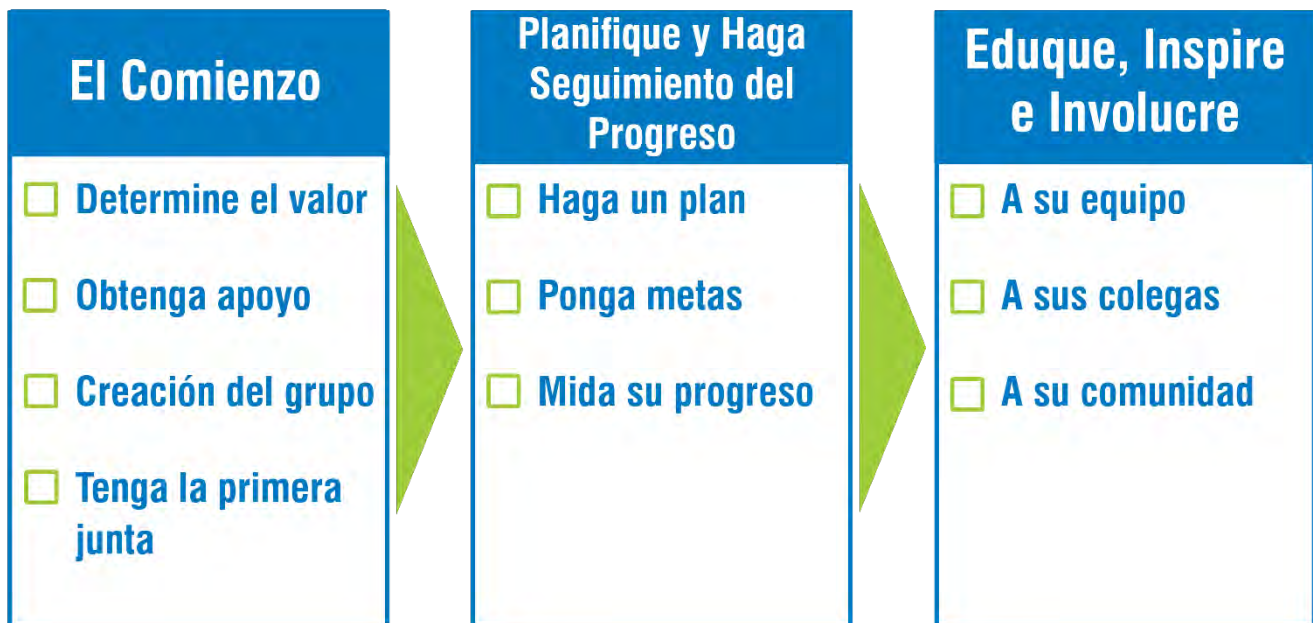 El Comienzo
Determine el valor
Obtenga apoyo
Creación del grupo
Tenga la primera
junta
Planifique y Haga
Seguimiento del
Progreso
Haga un plan
Ponga metas
Mida su progreso
Eduque, Inspire
e Involucre
A su equipo
A sus colegas
A su comunidad